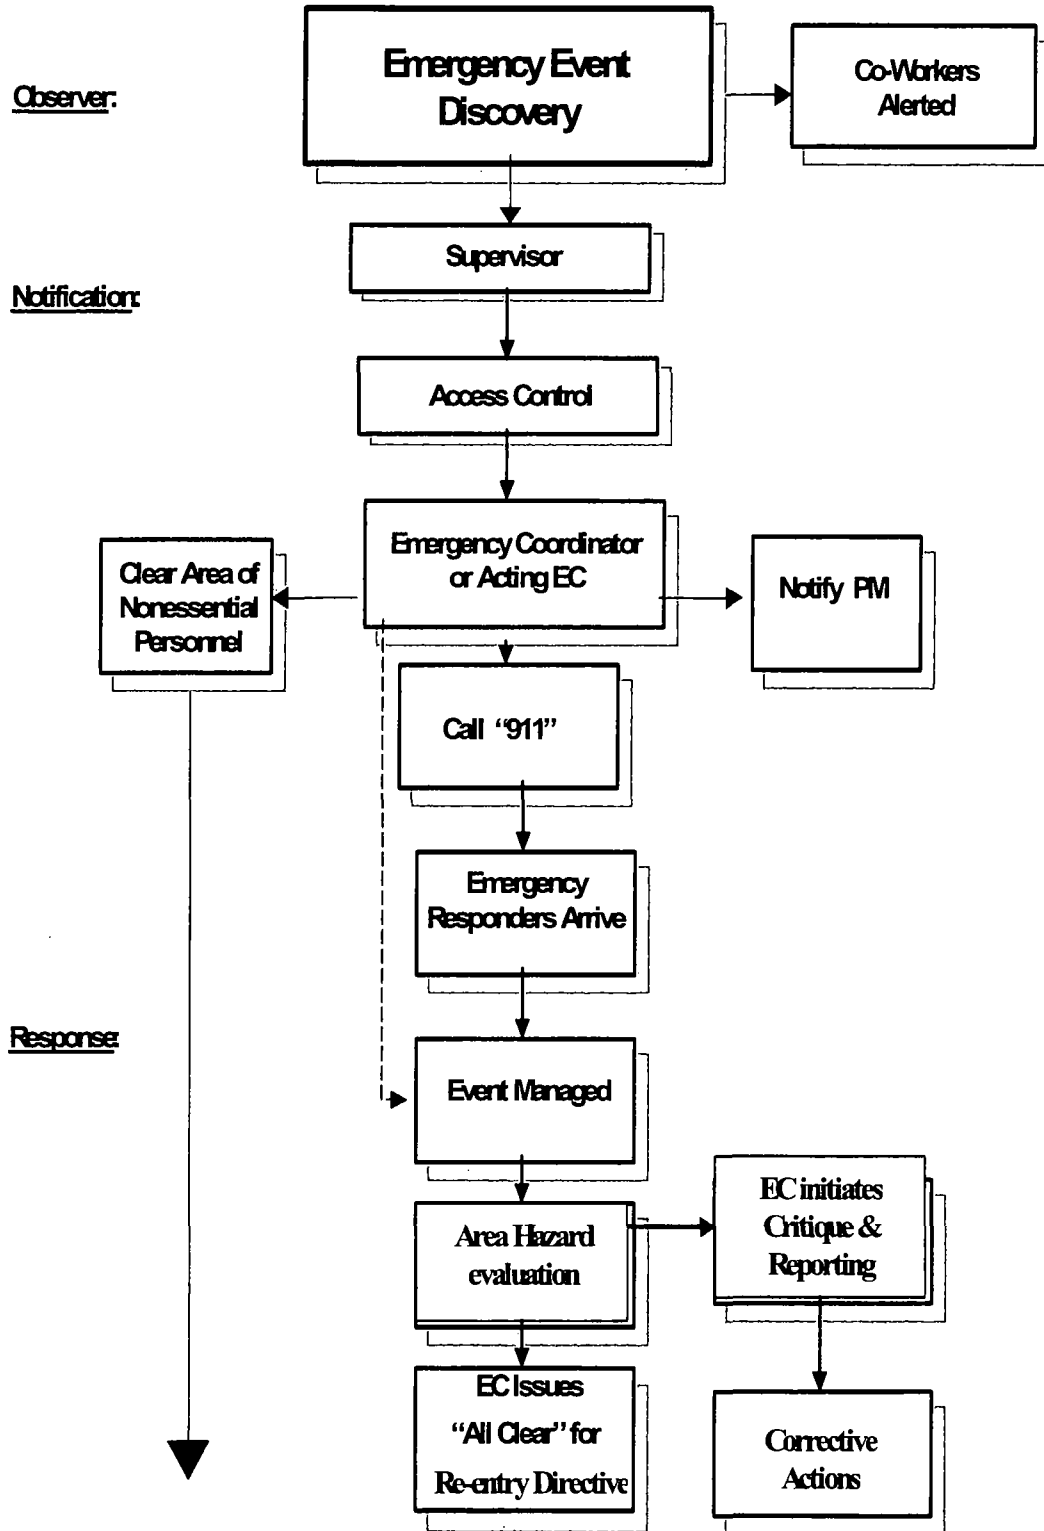 Observer:
Emergency Event
Discovery
Co-Workers
Alerted
Supervisor
Notification:
Access Control
Emergency Coordinator
or Acting EC
Clear Area of
Nonessential
Personnel
Notify PM
Call “911”
Emergency
Responders Arrive
Response:
Event Managed
Area Hazard
evaluation
EC initiates
Critique &
Reporting
EC Issues
“All Clear” for
Re-entry Directive
Corrective
Actions